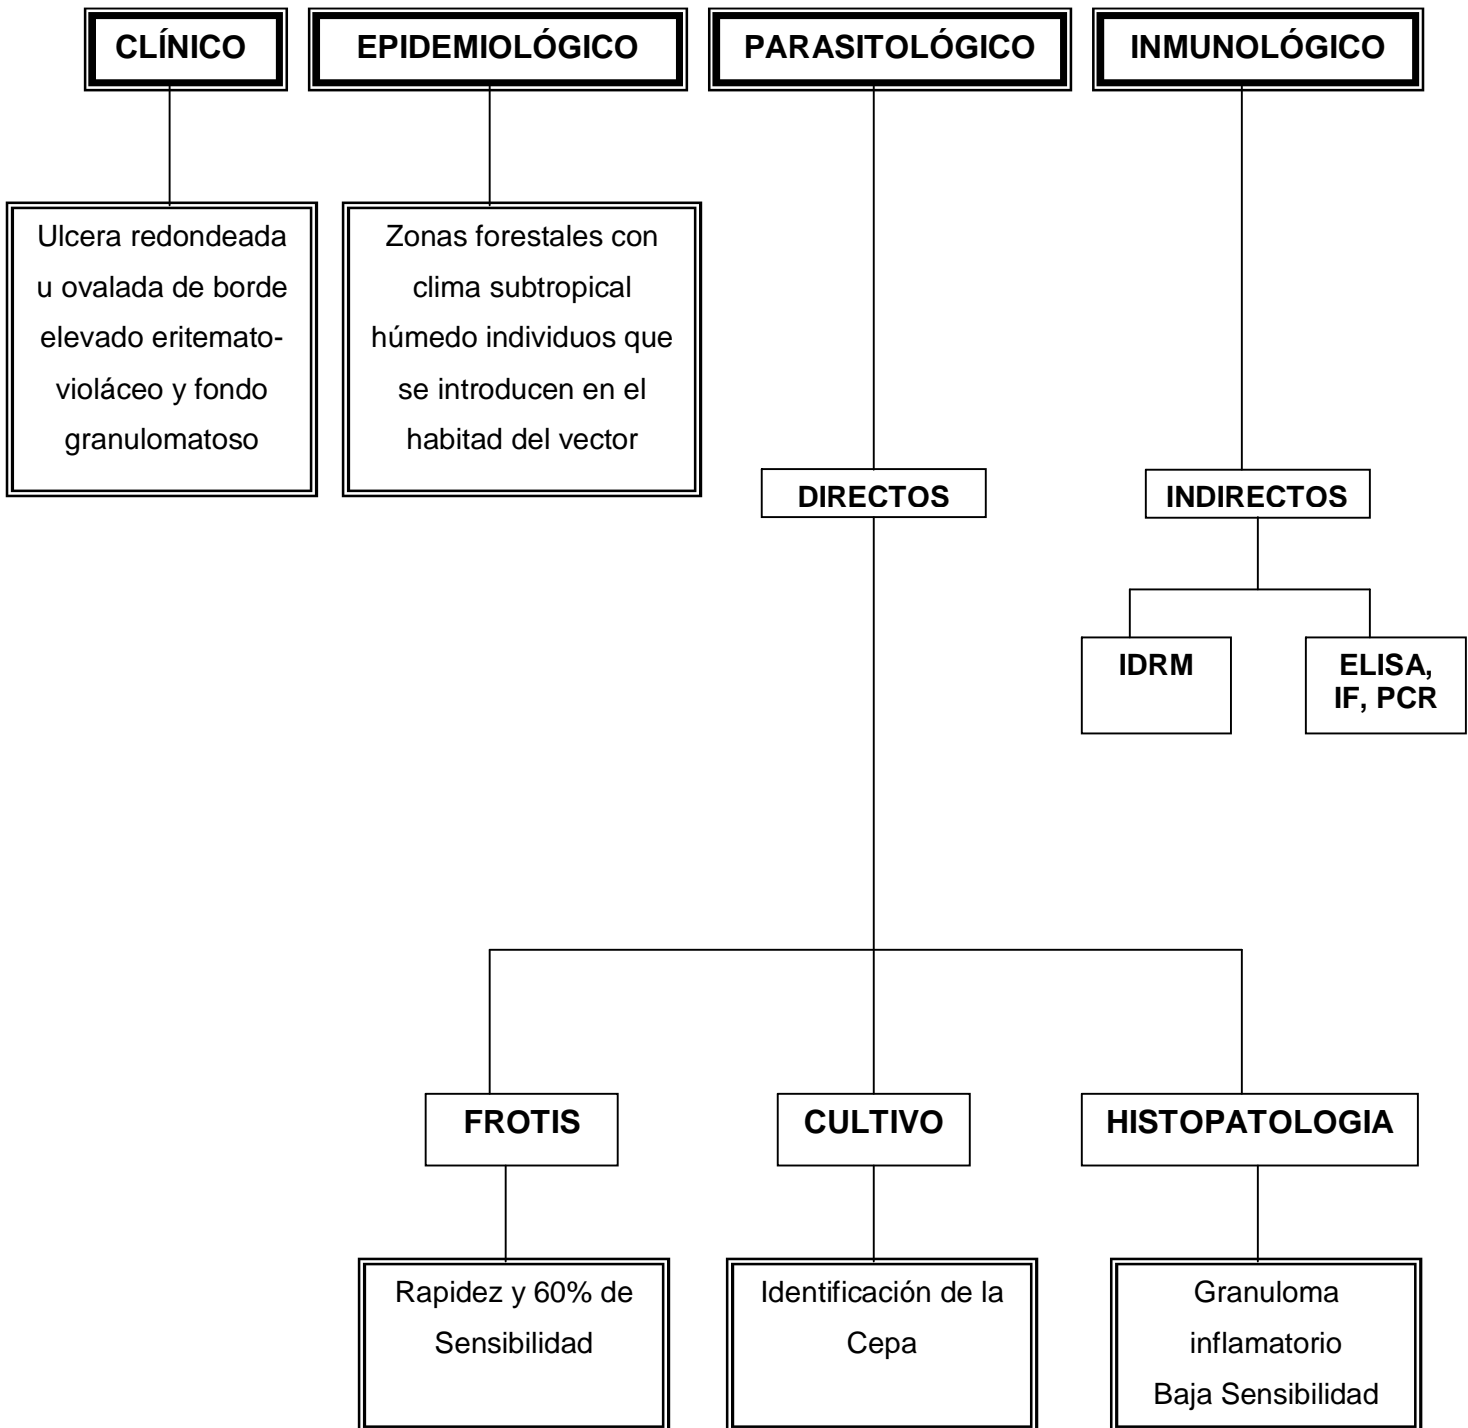 CLÍNICO
EPIDEMIOLÓGICO
PARASITOLÓGICO
INMUNOLÓGICO
Ulcera redondeada
u ovalada de borde
elevado eritemato-
violáceo y fondo
granulomatoso
Zonas forestales con
clima subtropical
húmedo individuos que
se introducen en el
habitad del vector
DIRECTOS
INDIRECTOS
IDRM
ELISA,
IF, PCR
FROTIS
CULTIVO
HISTOPATOLOGIA
Rapidez y 60% de
Sensibilidad
Identificación de la
Cepa
Granuloma
inflamatorio
Baja Sensibilidad